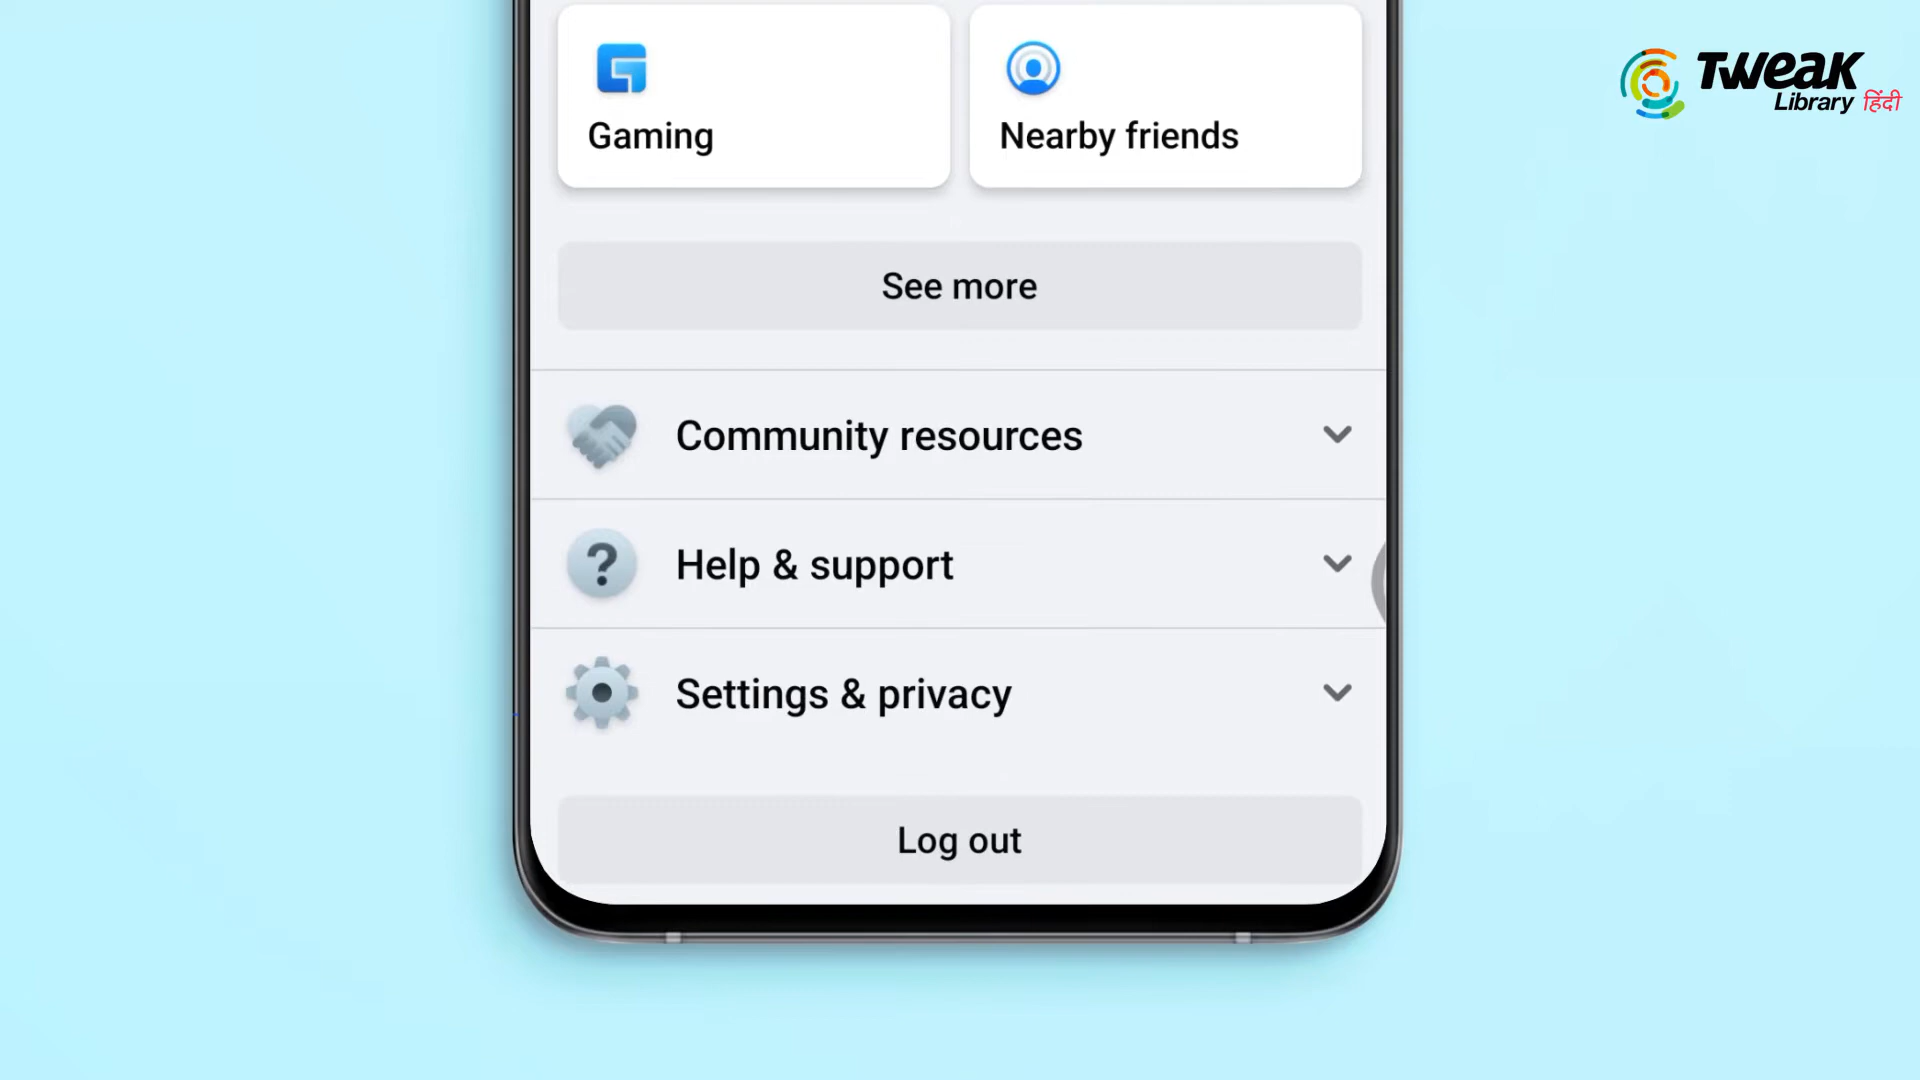 Gaming
Nearby friends
TWEAK
Library हिंदी
See more
Community resources
Help & support
Settings & privacy
Log out